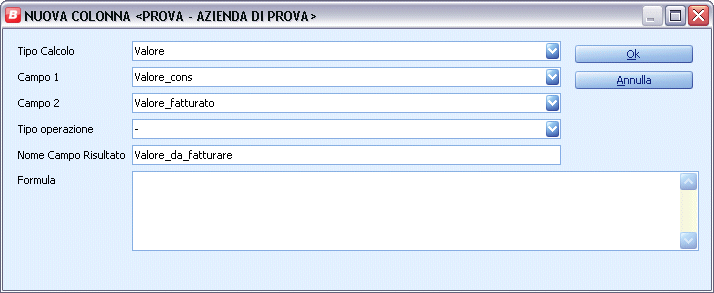 B NUOVA COLONNA <PROVA - AZIENDA DI PROVA>
Tipo Calcolo Valore Ok
Campo 1 Valore_cons Annulla
Campo 2 Valore_fatturato
Tipo operazione -
Nome Campo Risultato Valore_da_fatturare
Formula